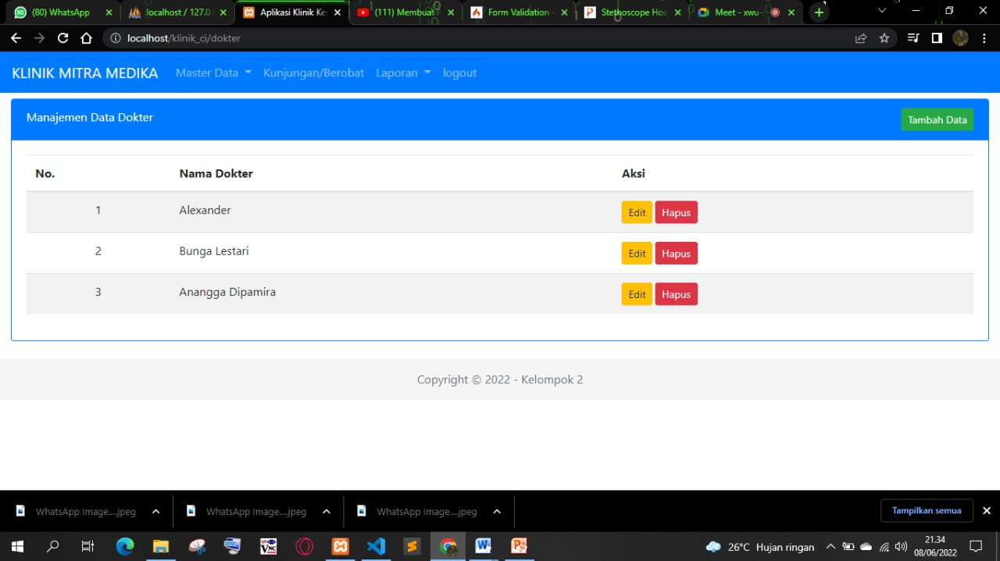 (80) WhatsApp
localhost / 127.0.
Aplikasi Klinik Kes
(111) Membuat
Form Validation
Stethoscope Hos
Meet - xwu-
localhost/klinik_ci/dokter
KLINIK MITRA MEDIKA Master Data Kunjungan/Berobat Laporan logout
Manajemen Data Dokter Tambah Data
No. Nama Dokter Aksi
1 Alexander Edit Hapus
2 Bunga Lestari Edit Hapus
3 Anangga Dipamira Edit Hapus
Copyright © 2022 - Kelompok 2
WhatsApp Image....jpeg WhatsApp Image....jpeg WhatsApp Image....jpeg Tampilkan semua
26°C Hujan ringan
21.34
08/06/2022